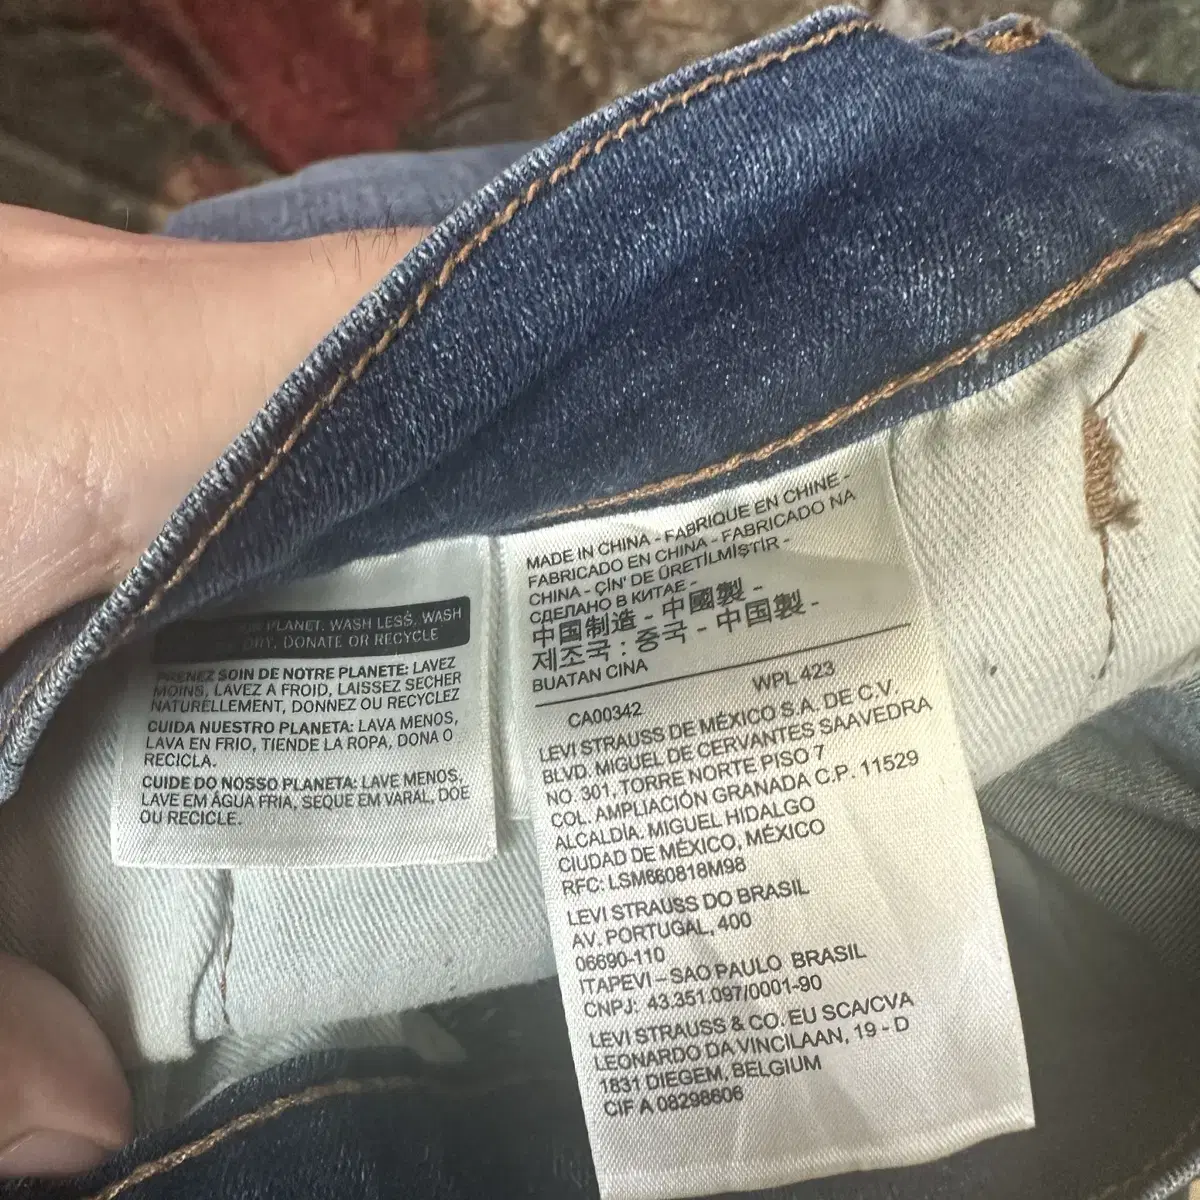 PLANET. WASH LESS, WASH
DRY, DONATE OR RECYCLE
PRENEZ SOIN DE NOTRE PLANETE: LAVEZ
MOINS, LAVEZ A FROID, LAISSEZ SECHER
NATURELLEMENT, DONNEZ OU RECYCLEZ
CUIDA NUESTRO PLANETA: LAVA MENOS,
LAVA EN FRIO, TIENDE LA ROPA, DONA O
RECICLA.
CUIDE DO NOSSO PLANETA: LAVE MENOS,
LAVE EM ÁGUA FRIA, SEQUE EM VARAL, DOE
OU RECICLE.
MADE IN CHINA - FABRIQUE EN CHINE -
FABRICADO EN CHINA - FABRICADO NA
CHINA - ÇİN' DE ÜRETİLMİŞTİR -
СДЕЛАНО В КИТАЕ -
中国制造 - 中國製 -
제조국 : 중국 - 中国製 -
BUATAN CINA
WPL 423
CA00342
LEVI STRAUSS DE MÉXICO S.A. DE C.V.
BLVD. MIGUEL DE CERVANTES SAAVEDRA
NO. 301, TORRE NORTE PISO 7
COL. AMPLIACIÓN GRANADA C.P. 11529
ALCALDÍA. MIGUEL HIDALGO
CIUDAD DE MÉXICO, MÉXICO
RFC: LSM660818M98
LEVI STRAUSS DO BRASIL
AV. PORTUGAL, 400
06690-110
ITAPEVI - SAO PAULO BRASIL
CNPJ: 43.351.097/0001-90
LEVI STRAUSS & CO. EU SCA/CVA
LEONARDO DA VINCILAAN, 19 - D
1831 DIEGEM, BELGIUM
CIF A 08298606